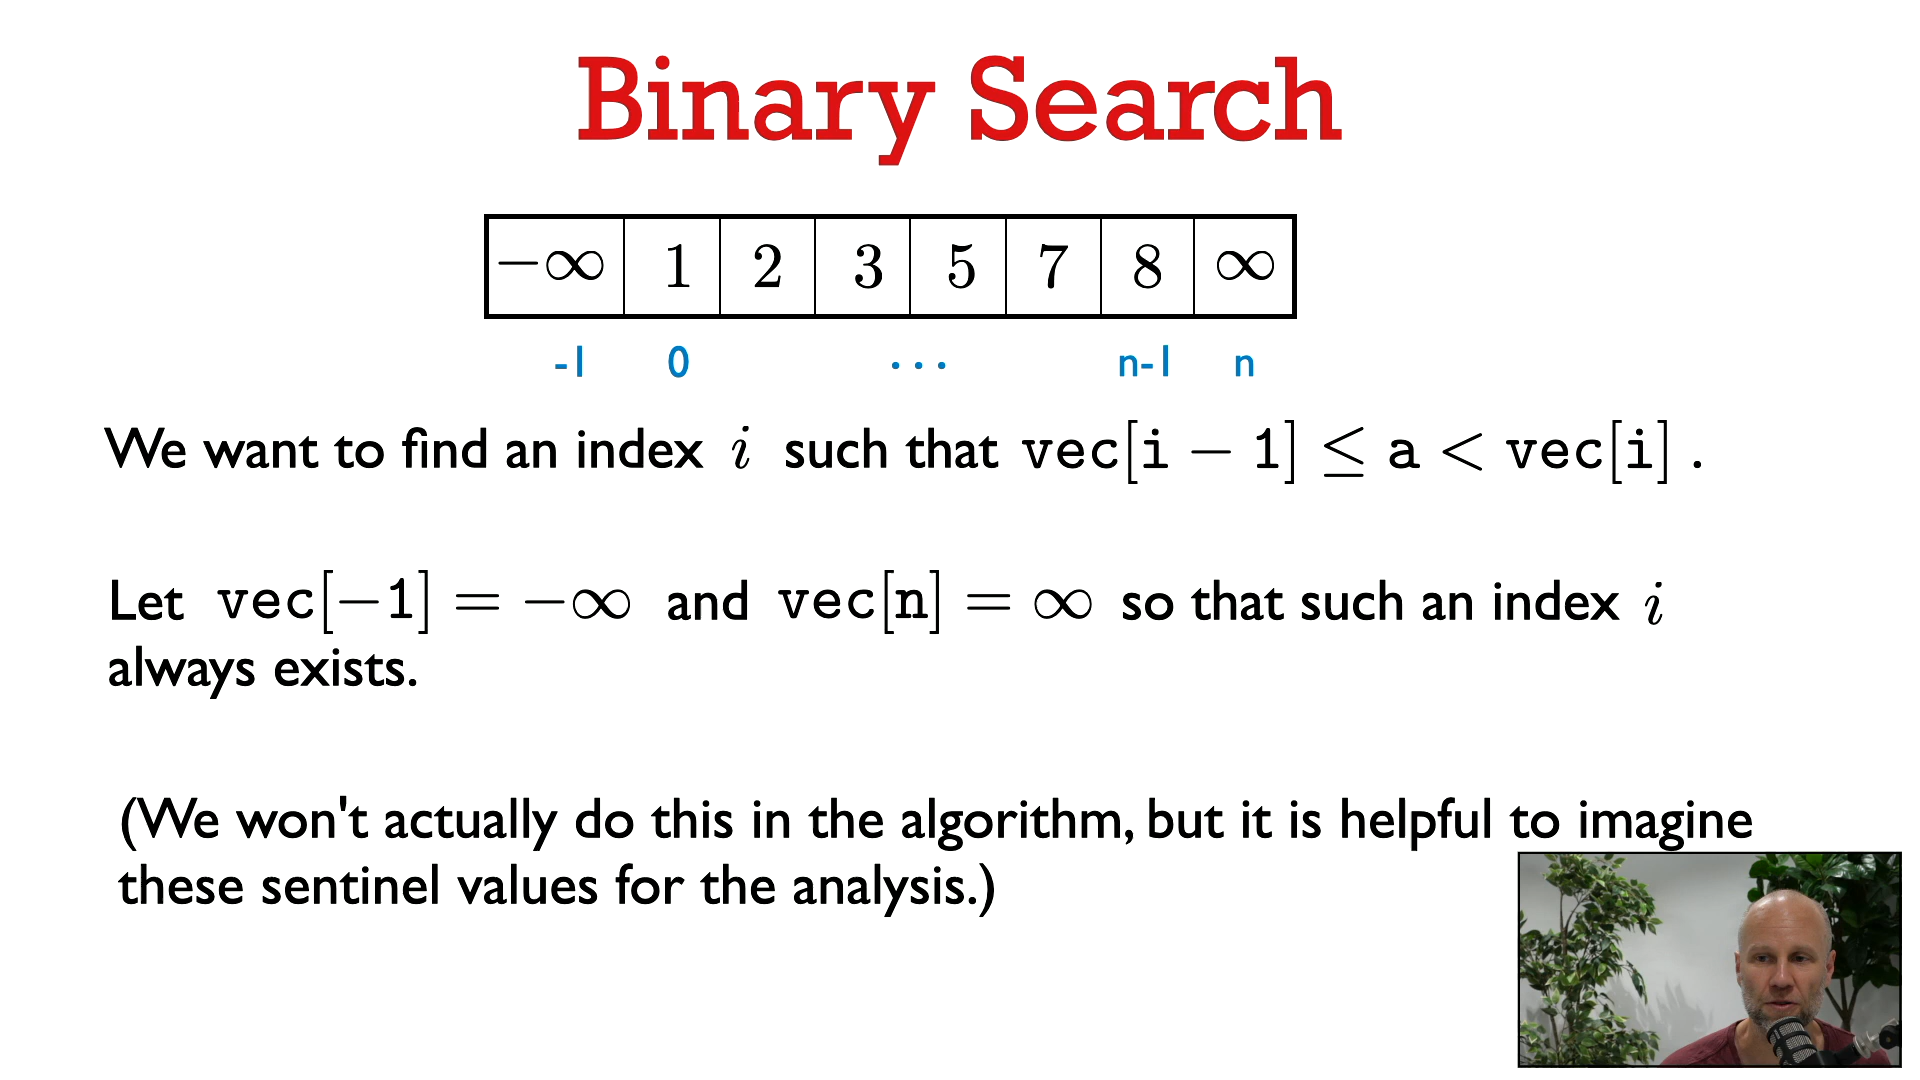 Binary Search
−∞ 1 2 3 5 7 8 ∞
-1 0 ... n-1 n
We want to find an index i such that vec[i − 1] ≤ a < vec[i] .
Let vec[−1] = −∞ and vec[n] = ∞ so that such an index i
always exists.
(We won't actually do this in the algorithm, but it is helpful to imagine
these sentinel values for the analysis.)